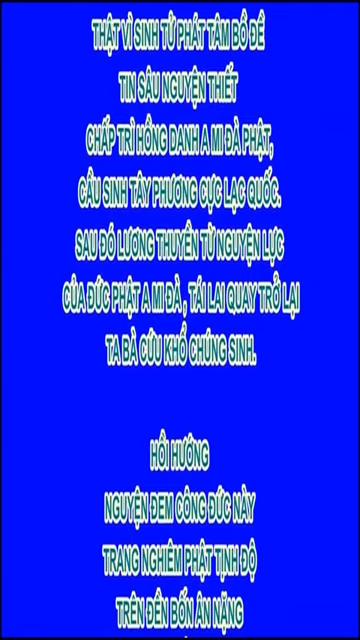 THẬT VÌ SINH TỬ PHÁT TÂM BỒ ĐỀ
TIN SÂU NGUYỆN THIẾT
CHẤP TRÌ HỒNG DANH A MI ĐÀ PHẬT,
CẦU SINH TÂY PHƯƠNG CỰC LẠC QUỐC.
SAU ĐÓ LƯƠNG THUYỀN TỪ NGUYỆN LỰC
CỦA ĐỨC PHẬT A MI ĐÀ, TÁI LAI QUAY TRỞ LẠI
TA BÀ CỨU KHỔ CHÚNG SINH.
HỒI HƯỚNG
NGUYỆN ĐEM CÔNG ĐỨC NÀY
TRANG NGHIÊM PHẬT TỊNH ĐỘ
TRÊN ĐỀN BỐN ÂN NẶNG